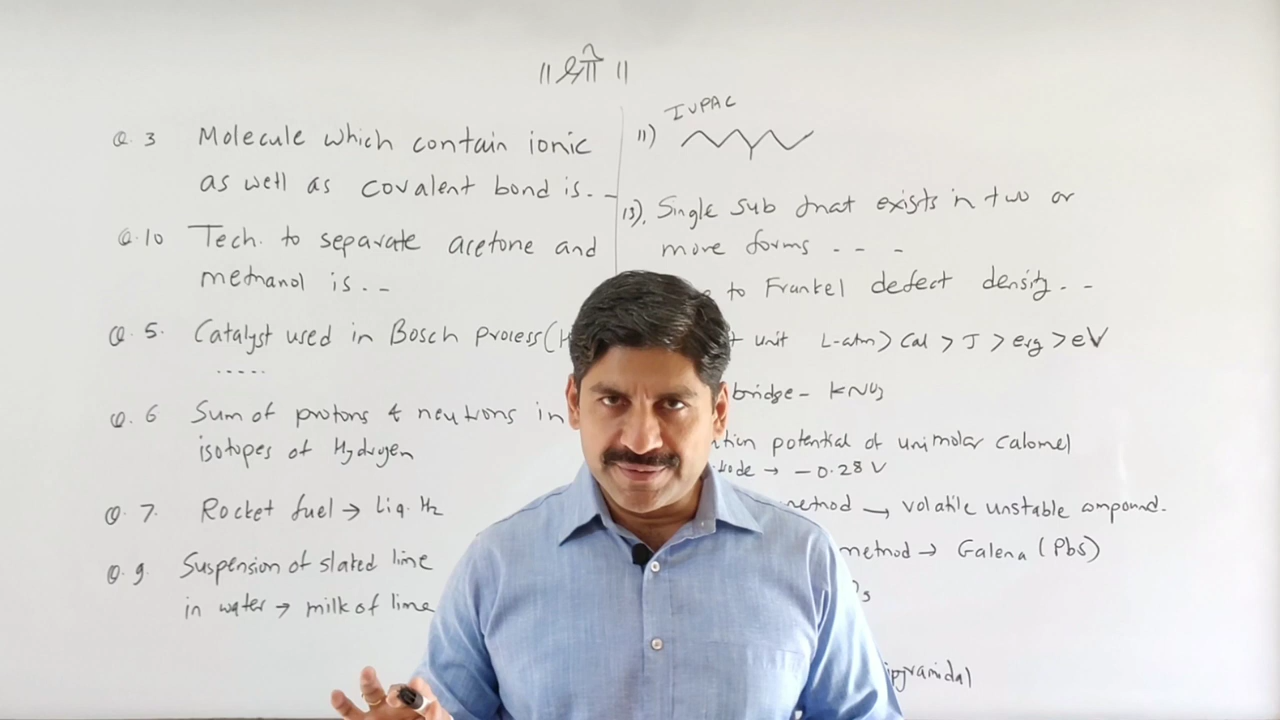 ॥ श्री ॥
Q. 3 Molecule which contain ionic
as well as covalent bond is. –
Q. 10 Tech. to separate acetone and
methanol is. - -
Q. 5. Catalyst used in Bosch process (H
.....
Q. 6 Sum of protons & neutrons in
isotopes of Hydrogen
Q. 7. Rocket fuel → Liq. H₂
Q. 9. Suspension of slaked lime
in water → milk of lime
IUPAC
11)
13). Single sub that exists in two or
more forms - - -
to Frankel defect density. - -
unit L-atm > Cal > J > erg > eV
bridge – KNO₃
potential of unimolar calomel
→ – 0.28 V
method → volatile unstable compound.
method → Galena (PbS)